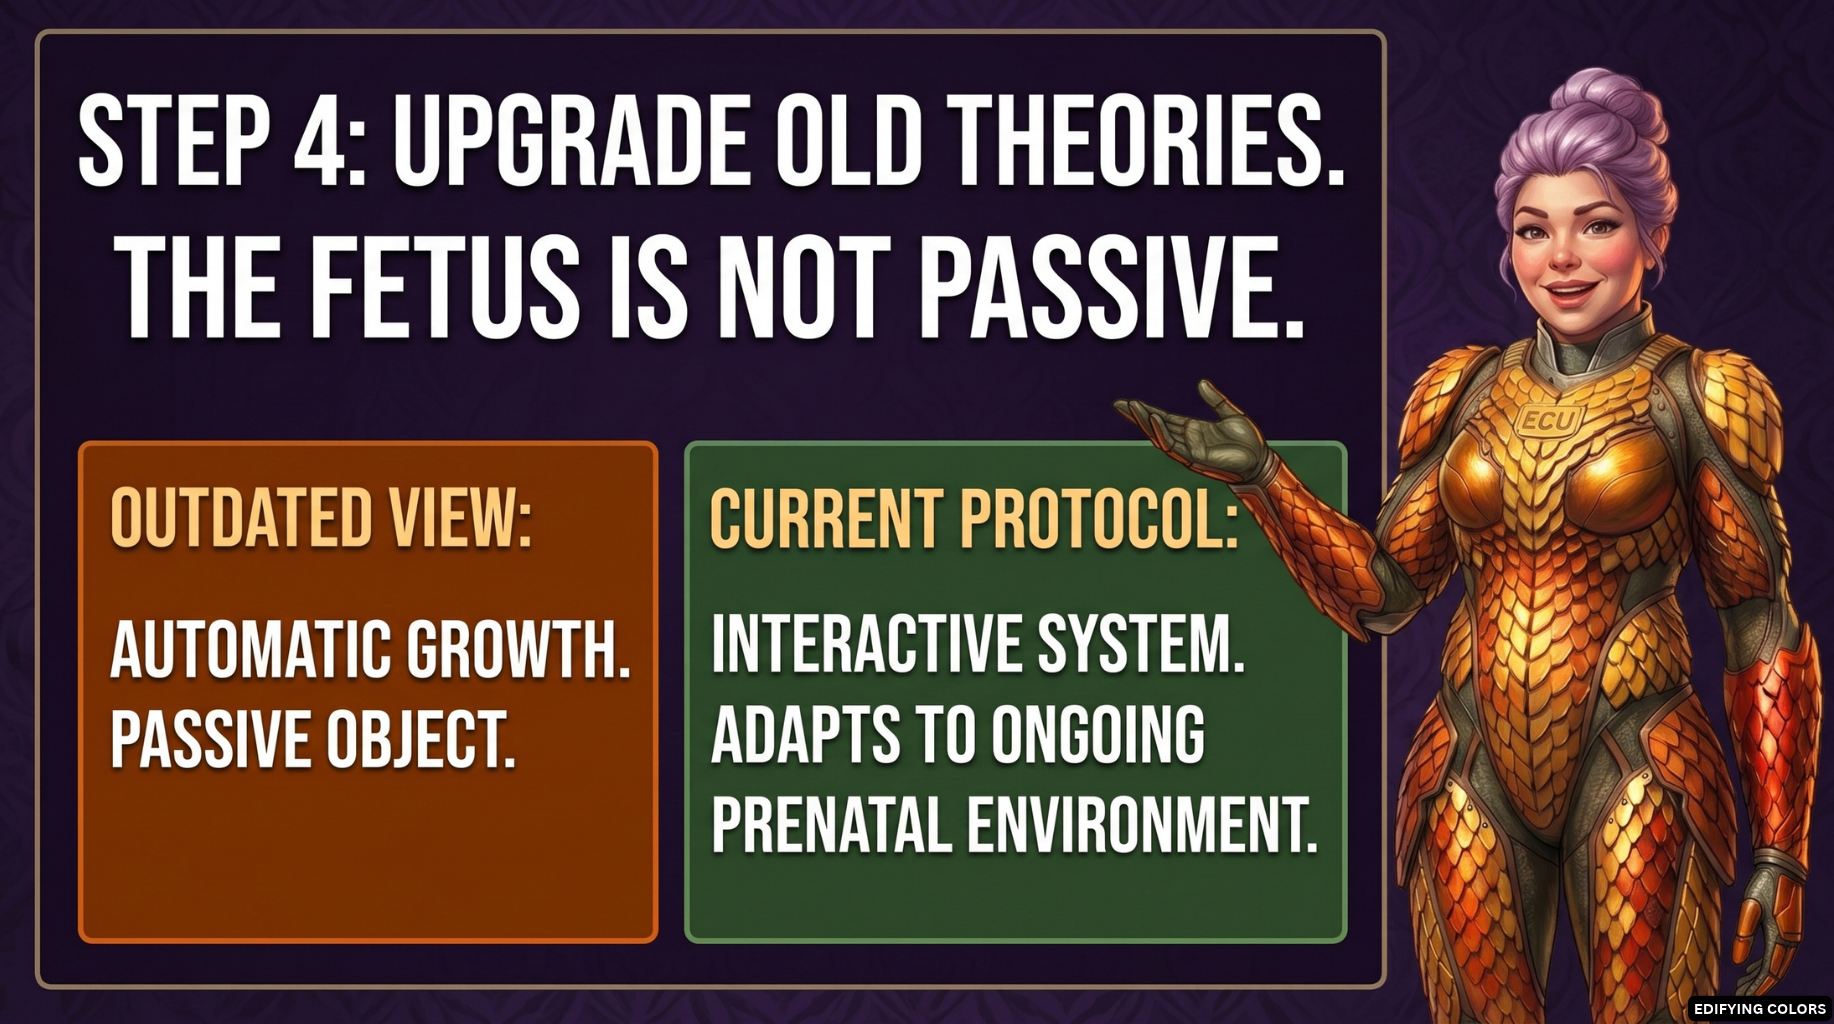 STEP 4: UPGRADE OLD THEORIES.
THE FETUS IS NOT PASSIVE.
OUTDATED VIEW:
AUTOMATIC GROWTH.
PASSIVE OBJECT.
CURRENT PROTOCOL:
INTERACTIVE SYSTEM.
ADAPTS TO ONGOING
PRENATAL ENVIRONMENT.
ECU
EDIFYING COLORS